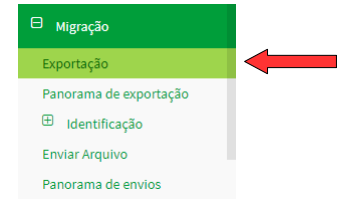 Migração
Exportação
Panorama de exportação
Identificação
Enviar Arquivo
Panorama de envios